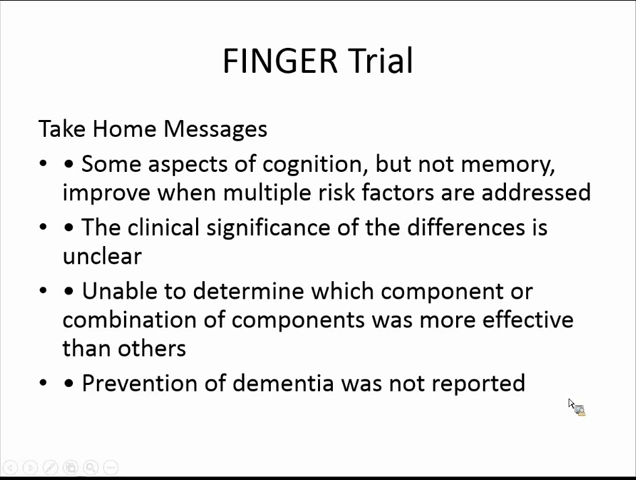 FINGER Trial
Take Home Messages
• • Some aspects of cognition, but not memory,
improve when multiple risk factors are addressed
• • The clinical significance of the differences is
unclear
• • Unable to determine which component or
combination of components was more effective
than others
• • Prevention of dementia was not reported